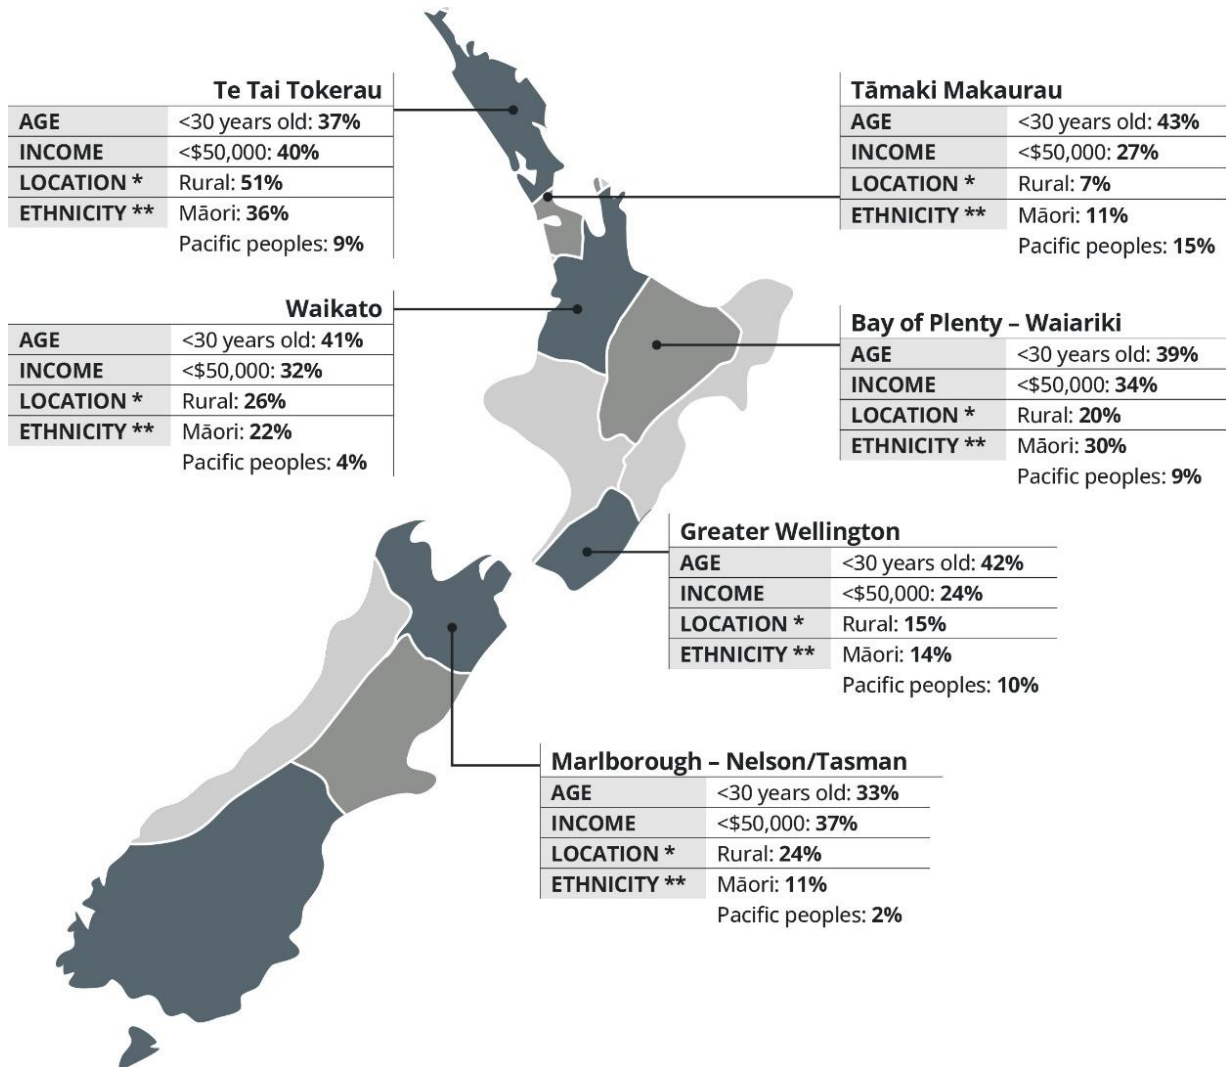 Te Tai Tokerau
AGE <30 years old: 37%
INCOME <$50,000: 40%
LOCATION * Rural: 51%
ETHNICITY ** Māori: 36%
Pacific peoples: 9%
Tāmaki Makaurau
AGE <30 years old: 43%
INCOME <$50,000: 27%
LOCATION * Rural: 7%
ETHNICITY ** Māori: 11%
Pacific peoples: 15%
Waikato
AGE <30 years old: 41%
INCOME <$50,000: 32%
LOCATION * Rural: 26%
ETHNICITY ** Māori: 22%
Pacific peoples: 4%
Bay of Plenty – Waiariki
AGE <30 years old: 39%
INCOME <$50,000: 34%
LOCATION * Rural: 20%
ETHNICITY ** Māori: 30%
Pacific peoples: 9%
Greater Wellington
AGE <30 years old: 42%
INCOME <$50,000: 24%
LOCATION * Rural: 15%
ETHNICITY ** Māori: 14%
Pacific peoples: 10%
Marlborough – Nelson/Tasman
AGE <30 years old: 33%
INCOME <$50,000: 37%
LOCATION * Rural: 24%
ETHNICITY ** Māori: 11%
Pacific peoples: 2%